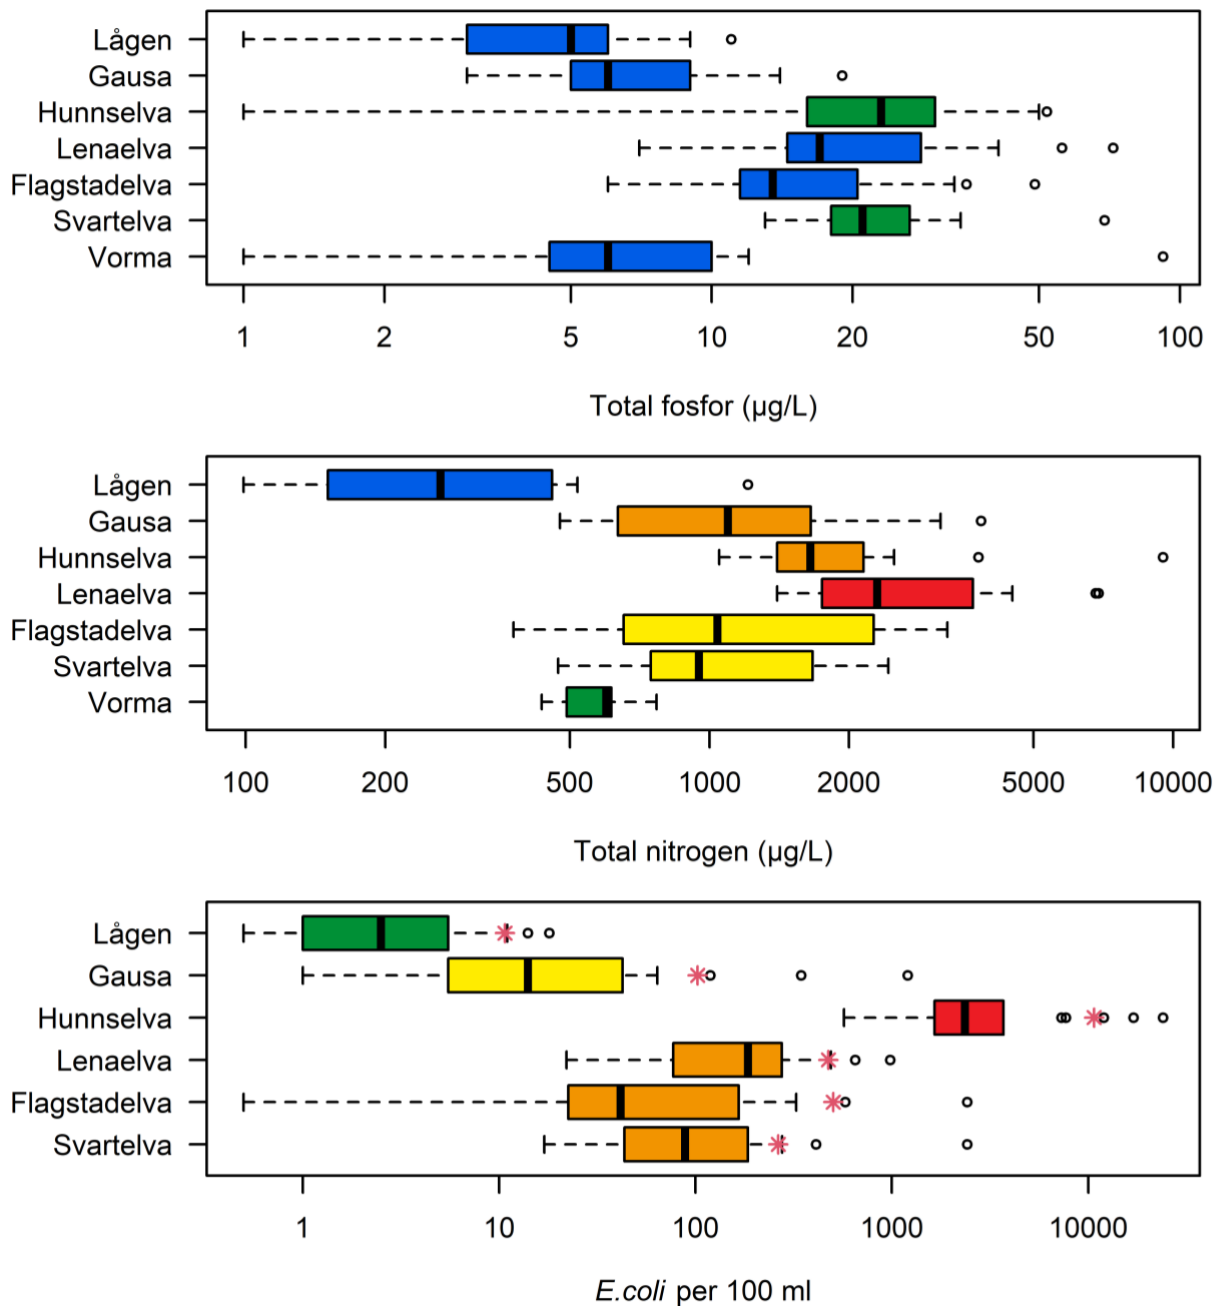 Lågen
Gausa
Hunnselva
Lenaelva
Flagstadelva
Svartelva
Vorma
1 2 5 10 20 50 100
Total fosfor (µg/L)
Lågen
Gausa
Hunnselva
Lenaelva
Flagstadelva
Svartelva
Vorma
100 200 500 1000 2000 5000 10000
Total nitrogen (µg/L)
Lågen
Gausa
Hunnselva
Lenaelva
Flagstadelva
Svartelva
1 10 100 1000 10000
E.coli per 100 ml